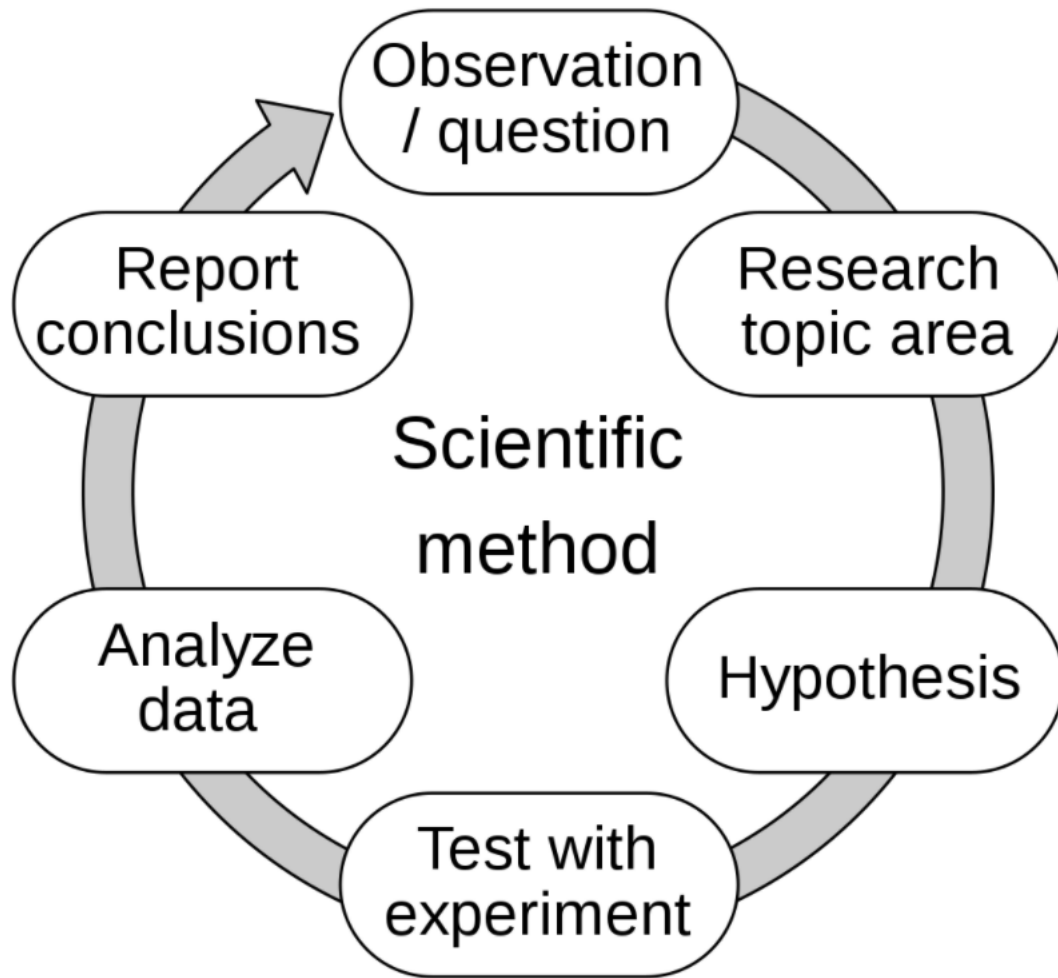 Observation
/ question
Research
topic area
Hypothesis
Test with
experiment
Analyze
data
Report
conclusions
Scientific
method